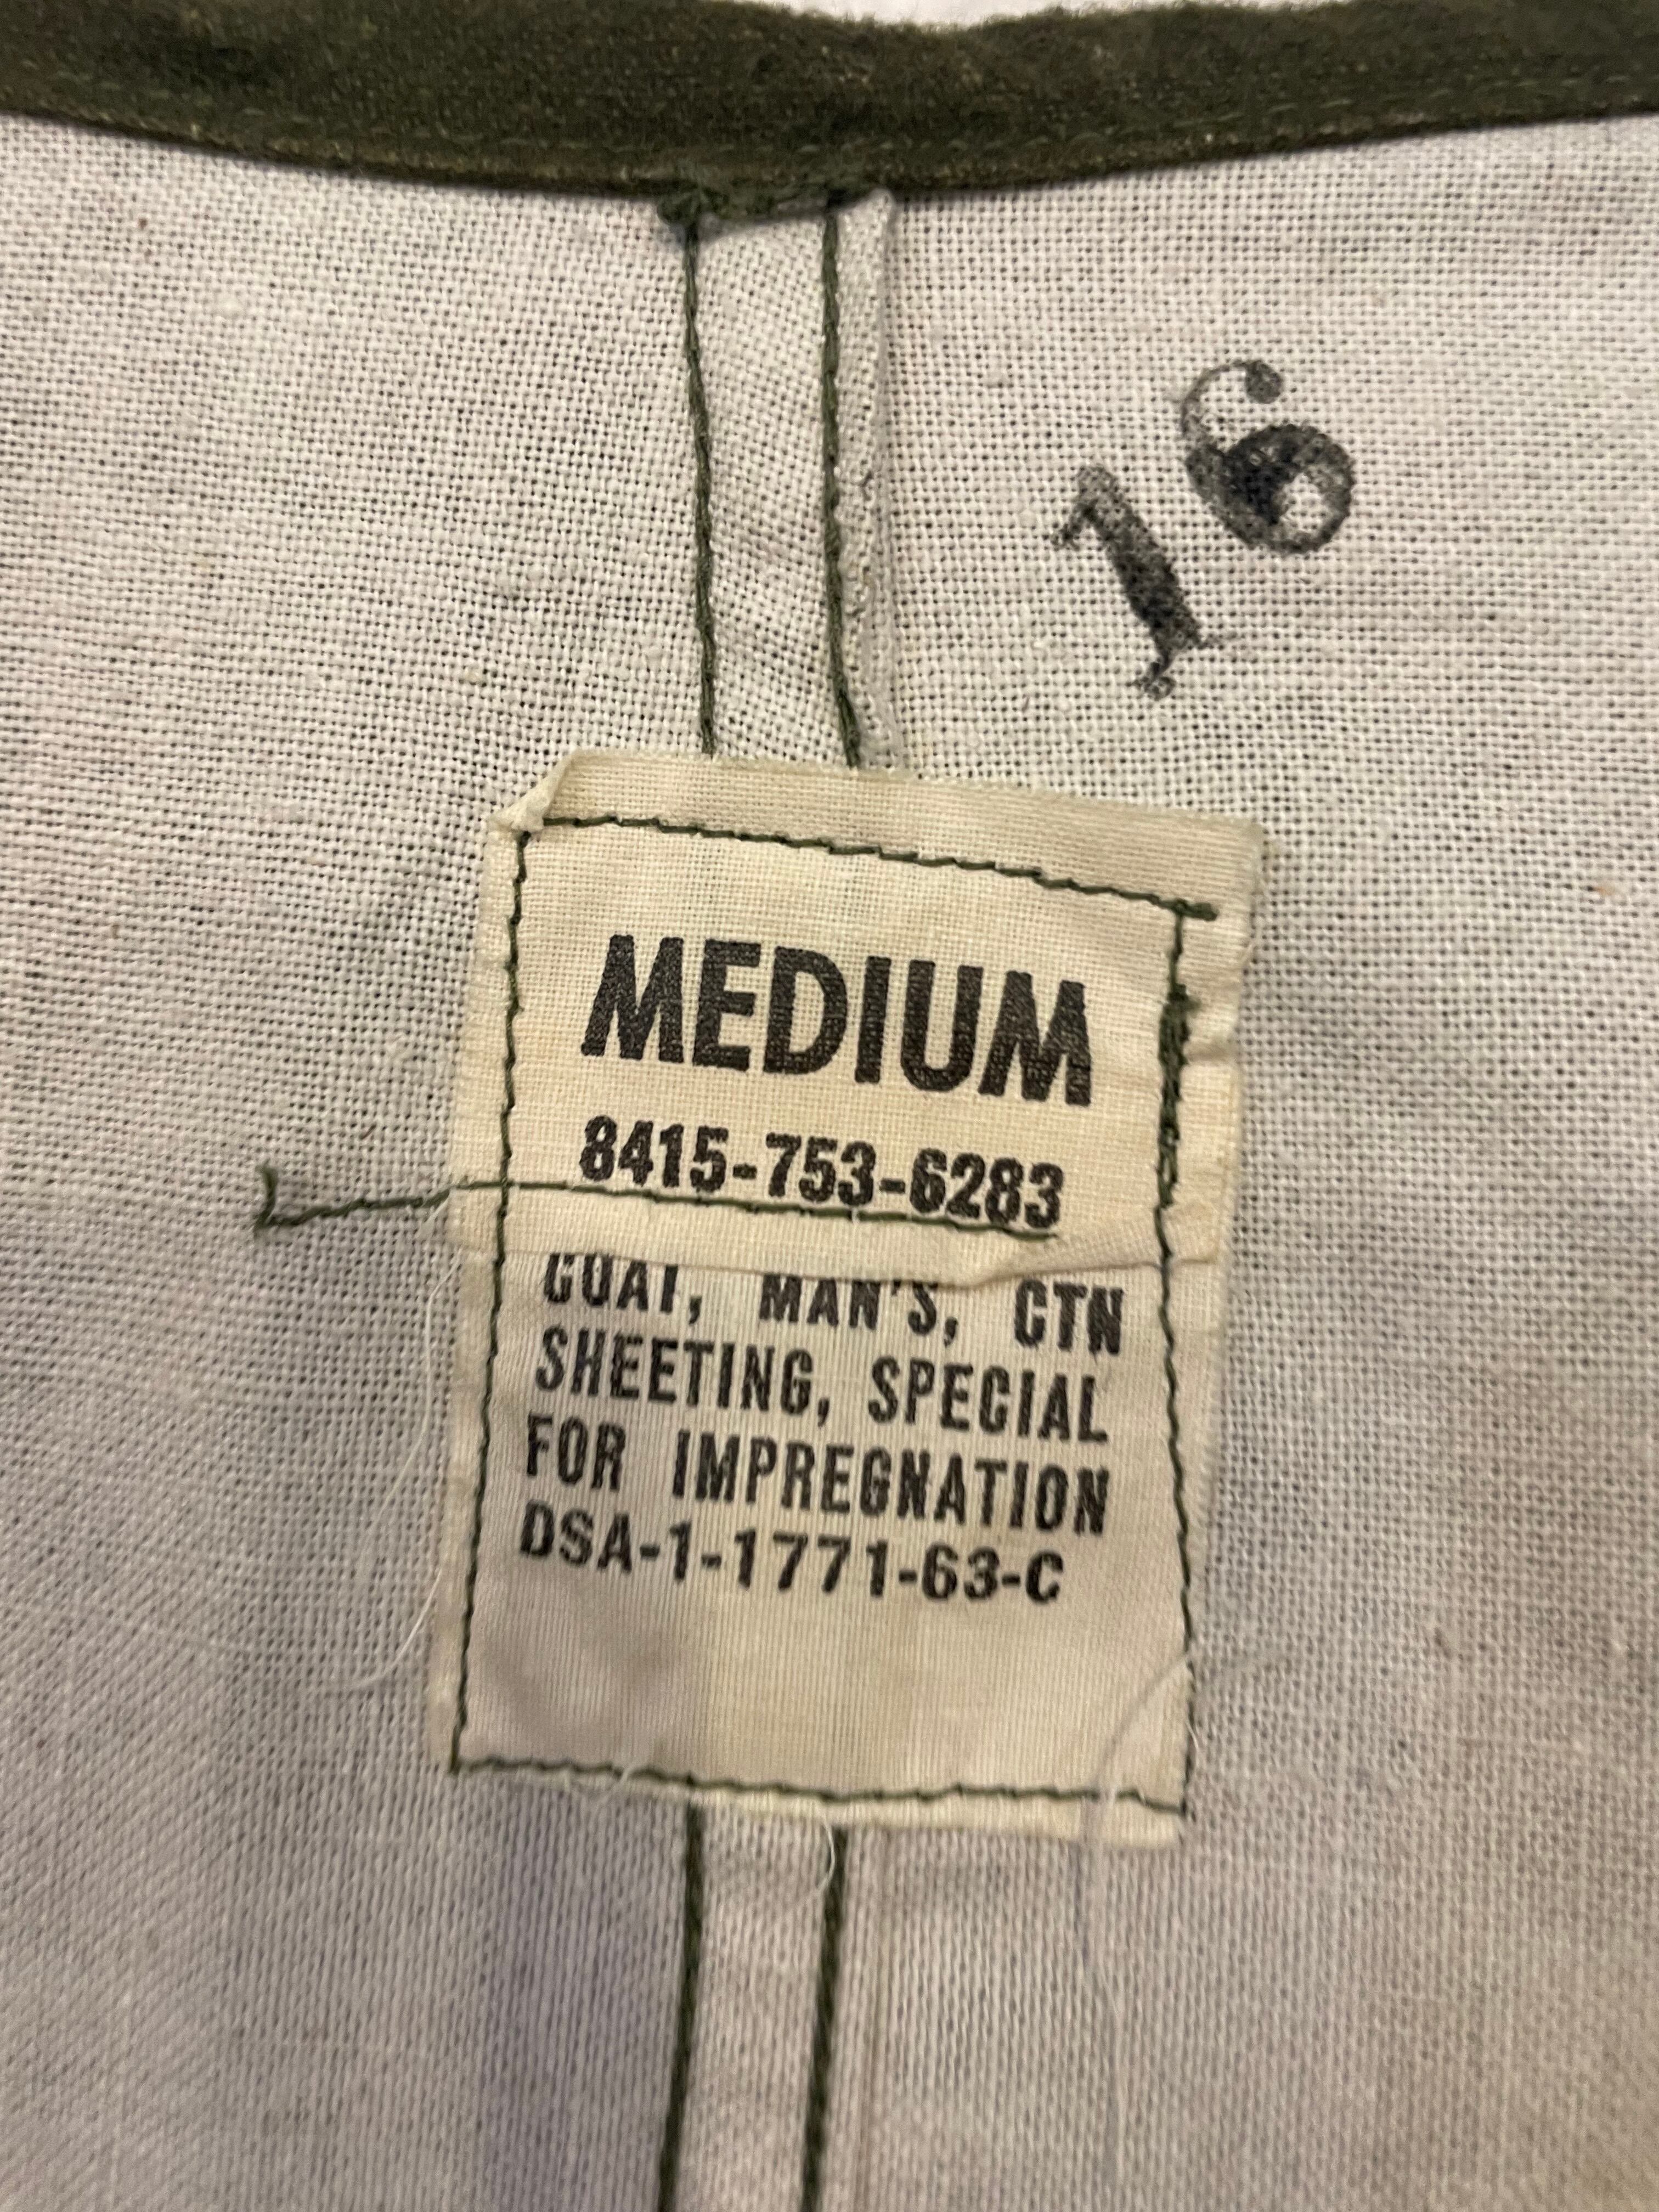 16
MEDIUM
8415-753-6283
COAT, MAN'S, CTN
SHEETING, SPECIAL
FOR IMPREGNATION
DSA-1-1771-63-C